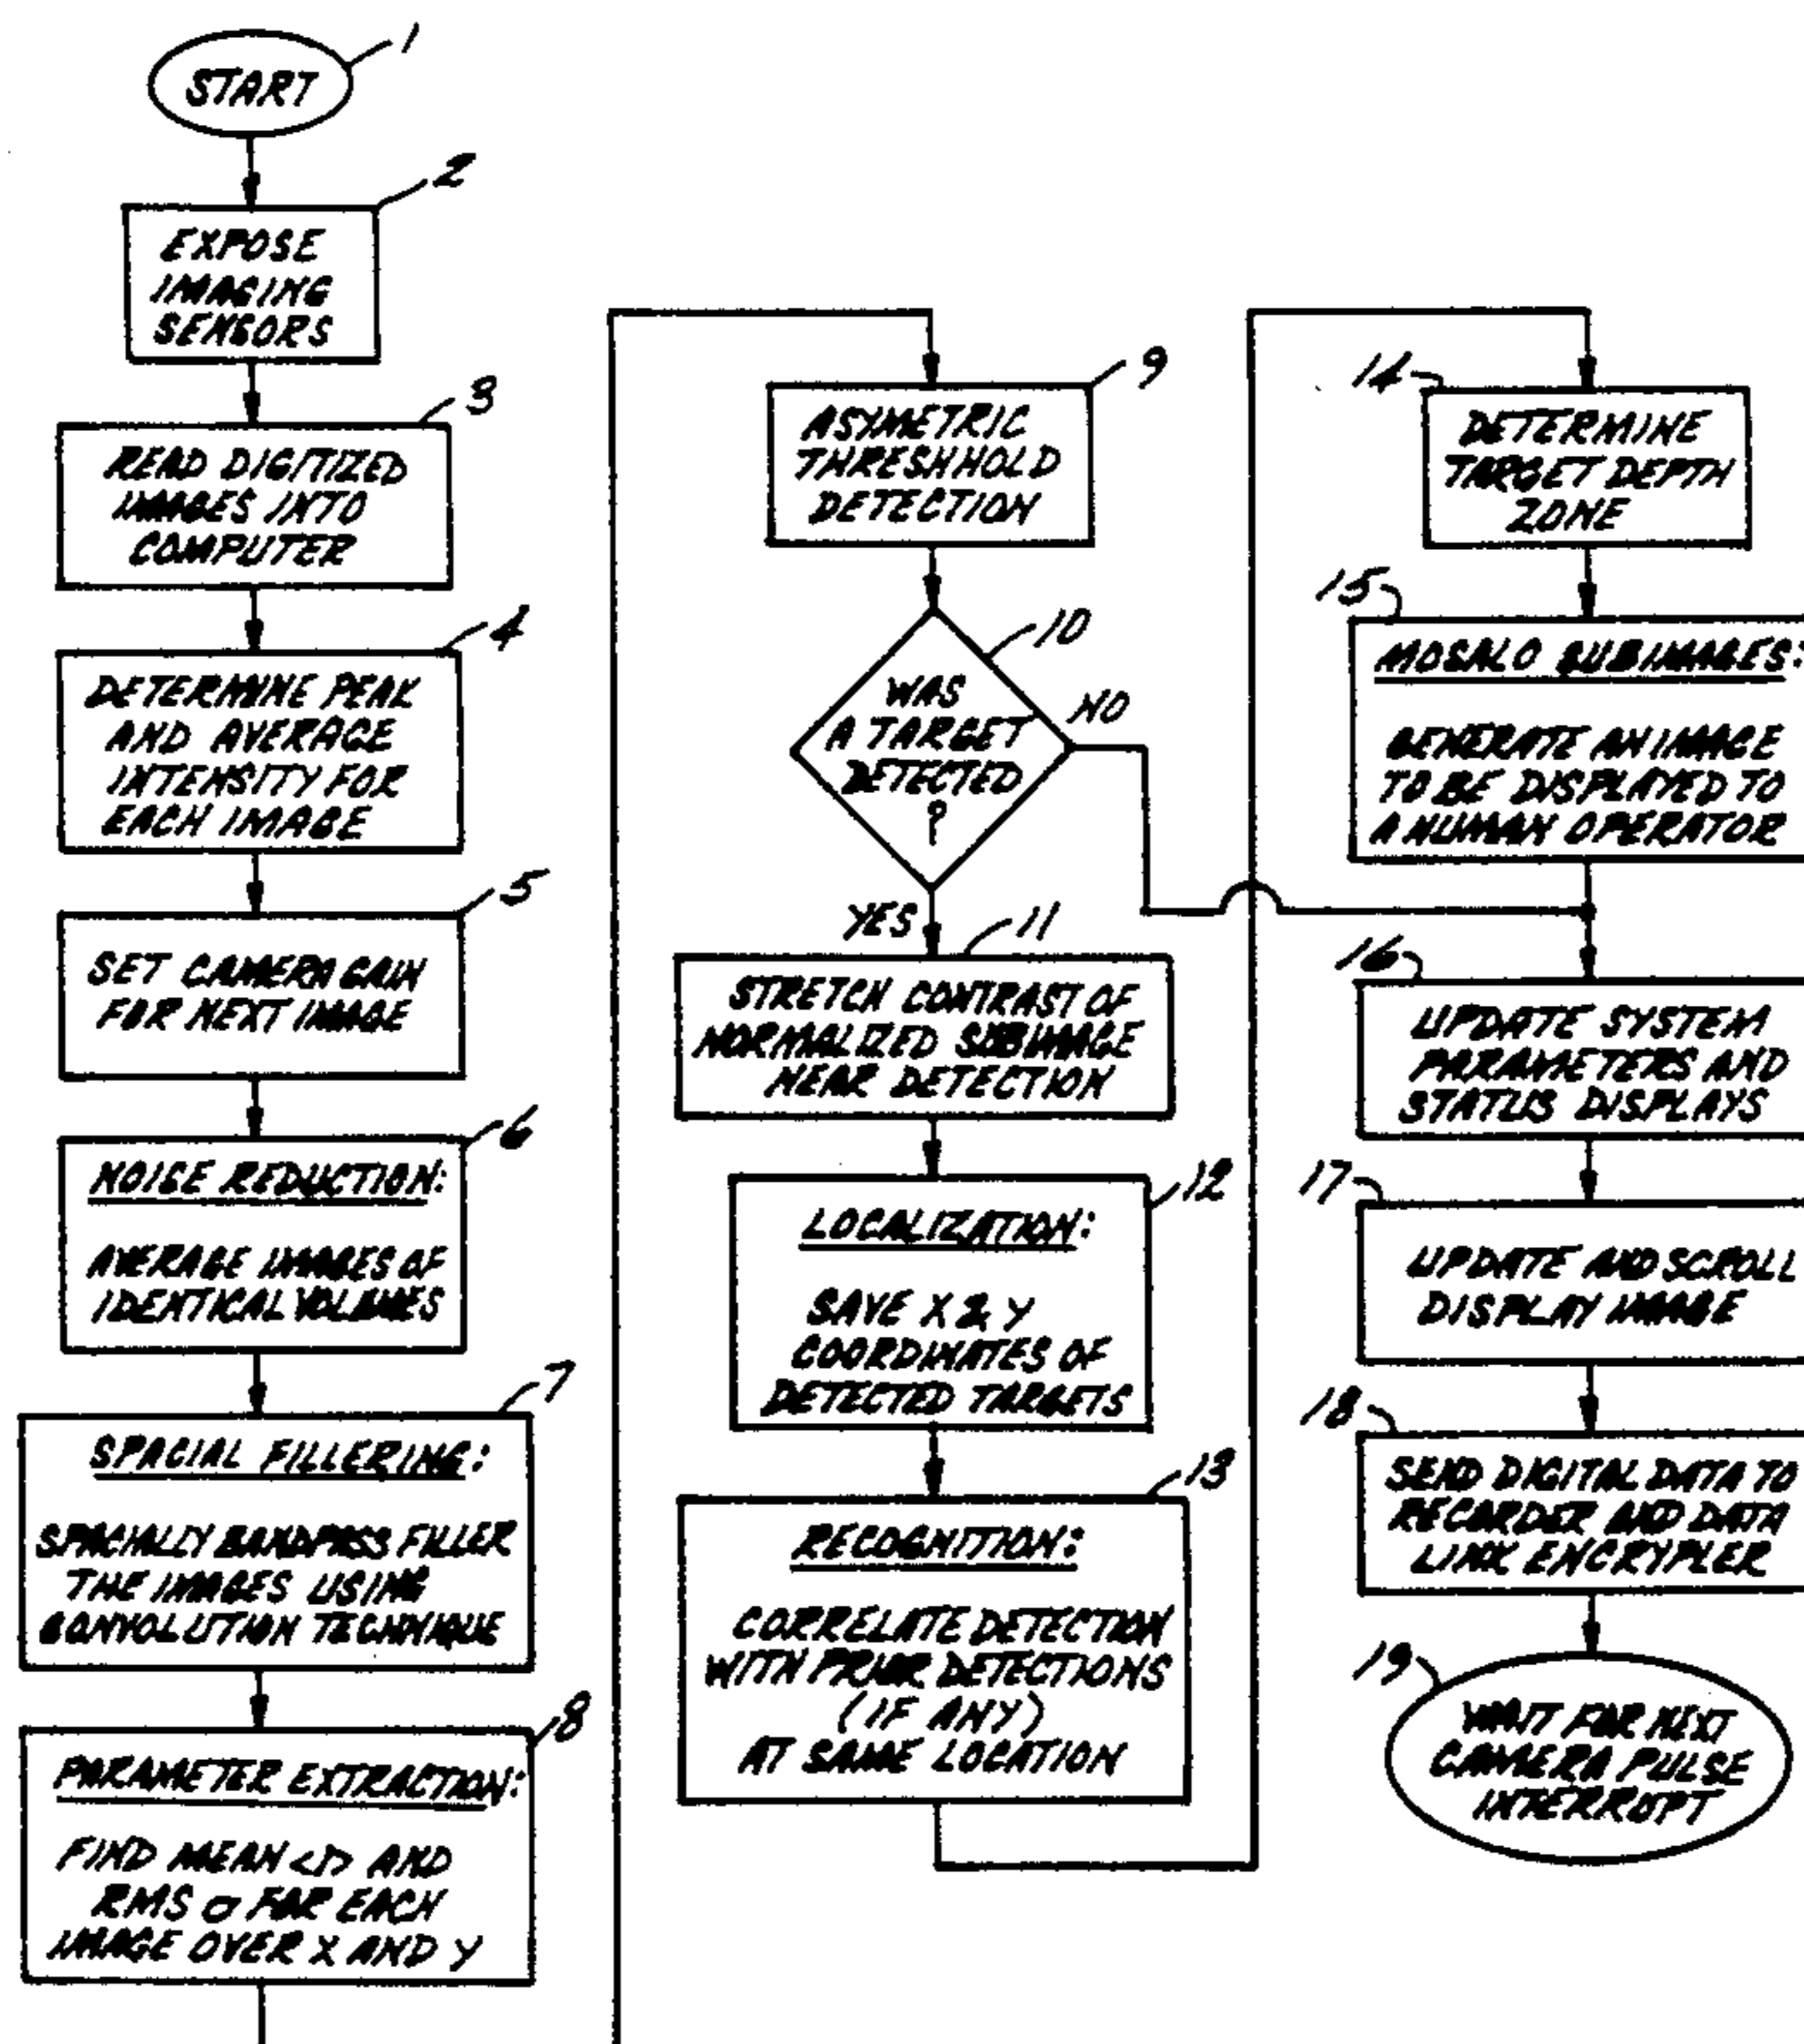 1
START
2
EXPOSE
IMAGING
SENSORS
3
READ DIGITIZED
IMAGES INTO
COMPUTER
4
DETERMINE PEAK
AND AVERAGE
INTENSITY FOR
EACH IMAGE
5
SET CAMERA GAIN
FOR NEXT IMAGE
6
NOISE REDUCTION:
AVERAGE IMAGES OF
IDENTICAL VOLUMES
7
SPACIAL FILLERING:
SPACIALLY BANDPASS FILLER
THE IMAGES USING
CONVOLUTION TECHNIQUE
8
PARAMETER EXTRACTION:
FIND MEAN <I> AND
RMS σ FOR EACH
IMAGE OVER X AND Y
9
ASYMETRIC
THRESHHOLD
DETECTION
10
WAS
A TARGET
DETECTED
?
NO
YES
11
STRETCH CONTRAST OF
NORMALIZED SUBIMAGE
NEAR DETECTION
12
LOCALIZATION:
SAVE X & Y
COORDINATES OF
DETECTED TARGETS
13
RECOGNITION:
CORRELATE DETECTION
WITH PRIOR DETECTIONS
(IF ANY)
AT SAME LOCATION
14
DETERMINE
TARGET DEPTH
ZONE
15
MOSALO SUBIMAGES:
GENERATE AN IMAGE
TO BE DISPLAYED TO
A HUMAN OPERATOR
16
UPDATE SYSTEM
PARAMETERS AND
STATUS DISPLAYS
17
UPDATE AND SCROLL
DISPLAY IMAGE
18
SEND DIGITAL DATA TO
RECORDER AND DATA
LINK ENCRYPLER
19
WAIT FOR NEXT
CAMERA PULSE
INTERRUPT